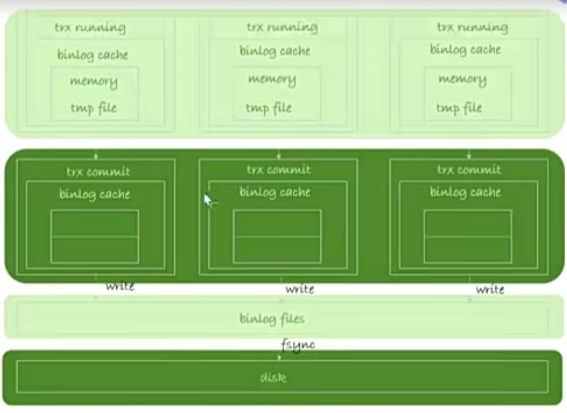 trx running trx running trx running
binlog cache binlog cache binlog cache
memory memory memory
tmp file tmp file tmp file
trx commit trx commit trx commit
binlog cache binlog cache binlog cache
write write write
binlog files
fsync
disk